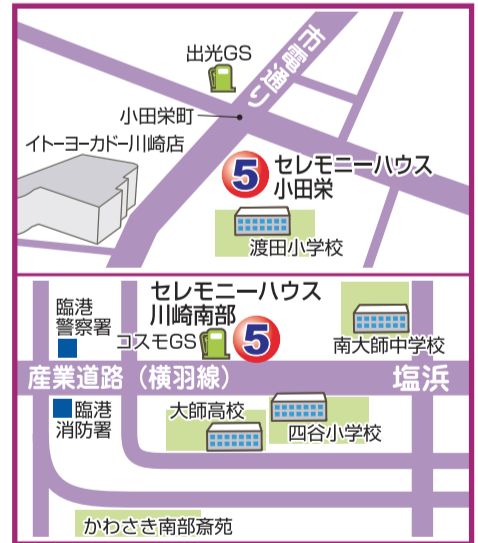 出光GS
市電通り
小田栄町
イトーヨーカドー川崎店
5
セレモニーハウス
小田栄
渡田小学校
セレモニーハウス
川崎南部
臨港
警察署
コスモGS
5
南大師中学校
産業道路（横羽線）
塩浜
臨港
消防署
大師高校
四谷小学校
かわさき南部斎苑